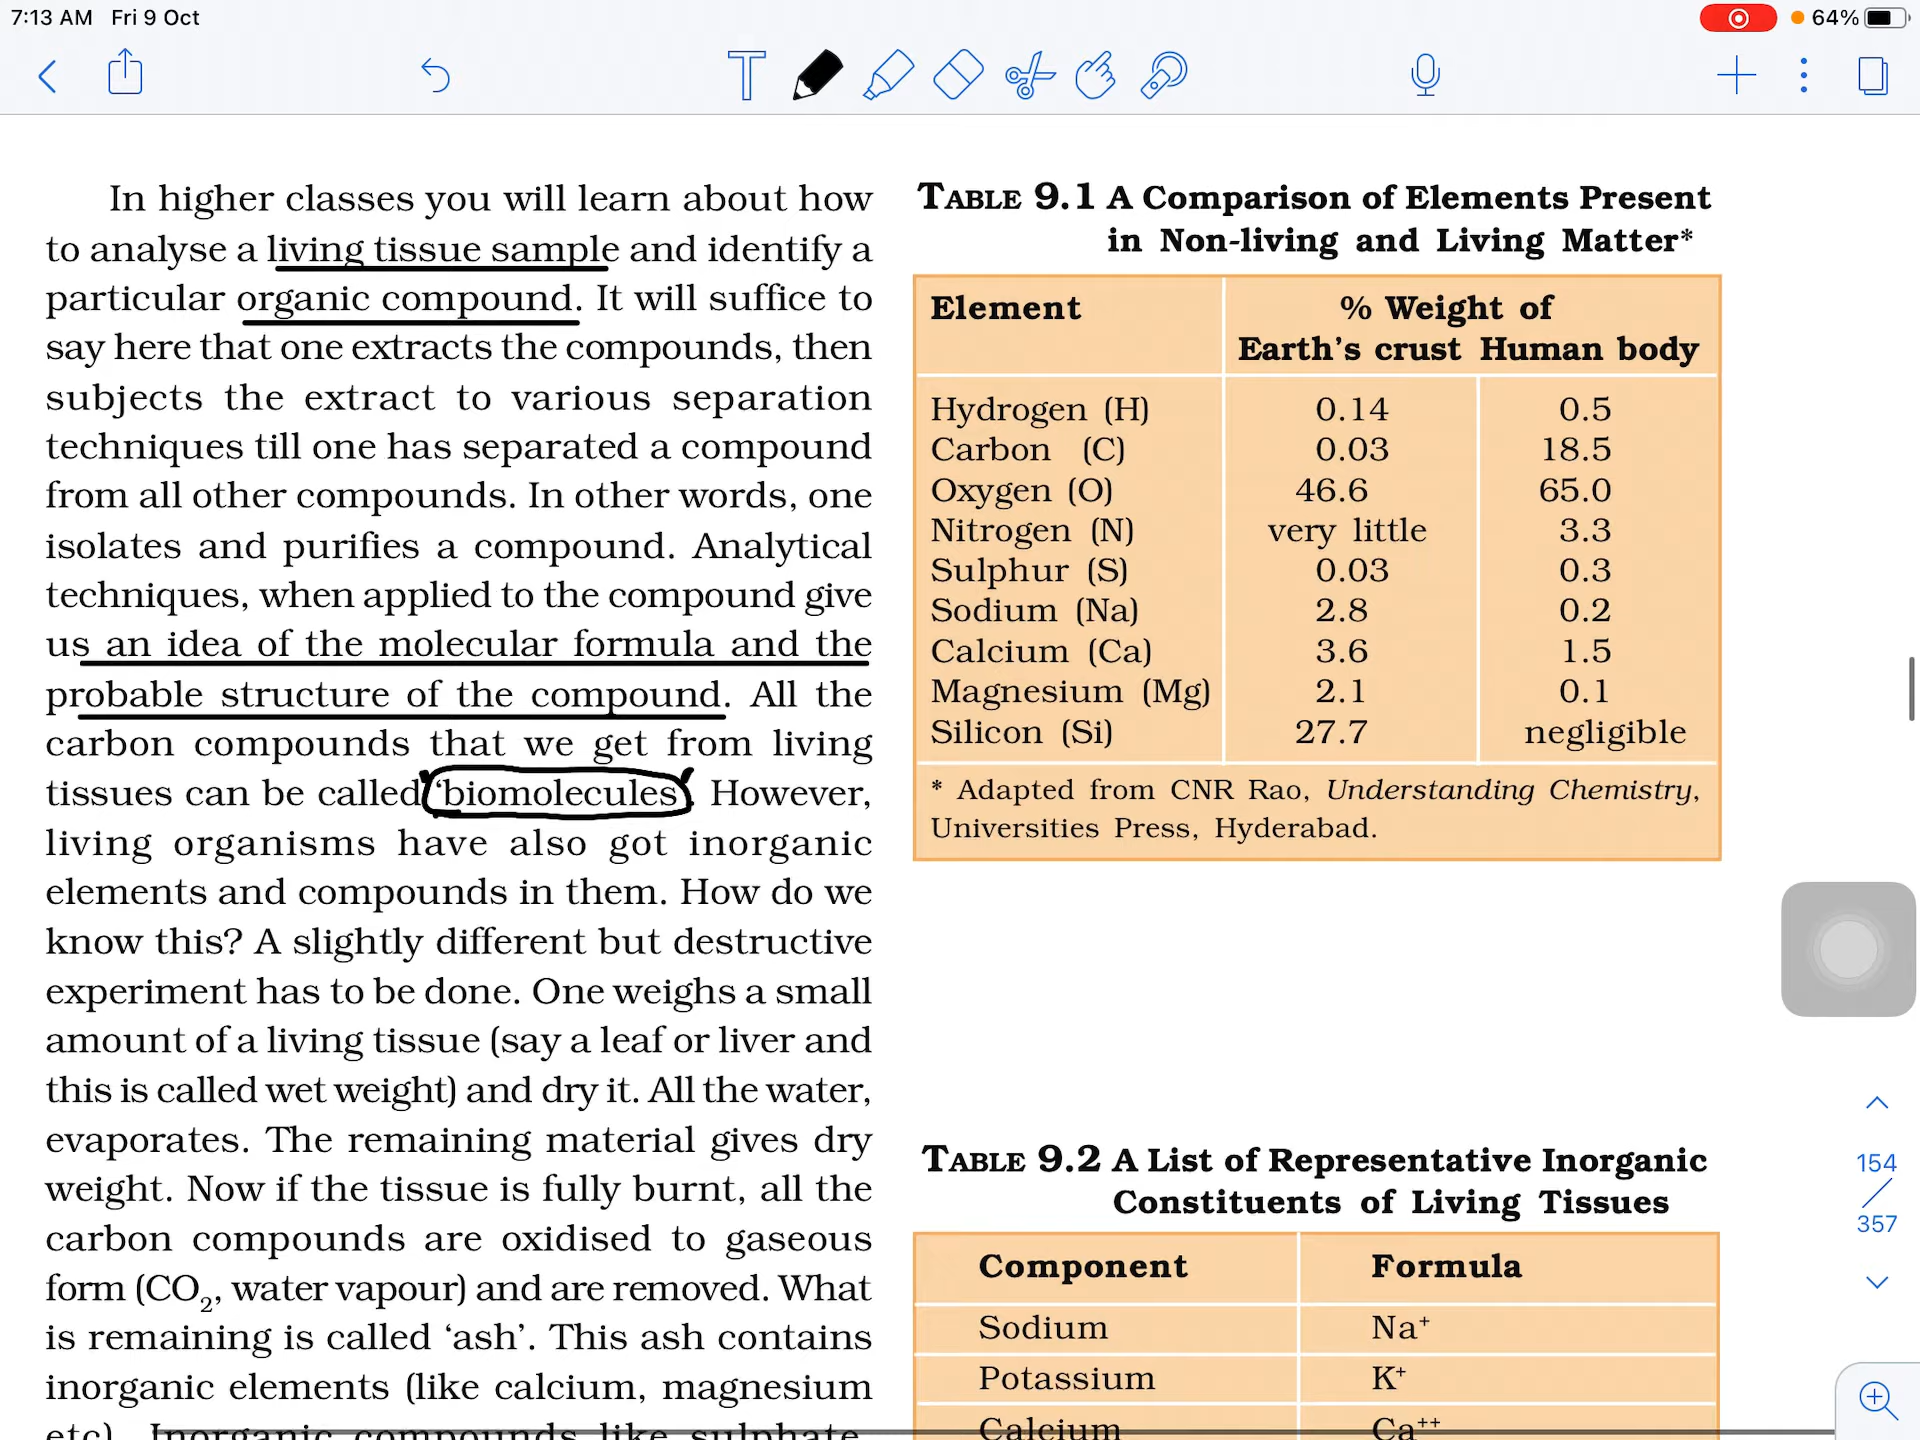 7:13 AM Fri 9 Oct
64%
T
In higher classes you will learn about how
to analyse a living tissue sample and identify a
particular organic compound. It will suffice to
say here that one extracts the compounds, then
subjects the extract to various separation
techniques till one has separated a compound
from all other compounds. In other words, one
isolates and purifies a compound. Analytical
techniques, when applied to the compound give
us an idea of the molecular formula and the
probable structure of the compound. All the
carbon compounds that we get from living
tissues can be called ‘biomolecules’. However,
living organisms have also got inorganic
elements and compounds in them. How do we
know this? A slightly different but destructive
experiment has to be done. One weighs a small
amount of a living tissue (say a leaf or liver and
this is called wet weight) and dry it. All the water,
evaporates. The remaining material gives dry
weight. Now if the tissue is fully burnt, all the
carbon compounds are oxidised to gaseous
form (CO₂, water vapour) and are removed. What
is remaining is called ‘ash’. This ash contains
inorganic elements (like calcium, magnesium
etc). Inorganic compounds like sulphate,
TABLE 9.1 A Comparison of Elements Present
in Non-living and Living Matter*
Element % Weight of
Earth’s crust Human body
Hydrogen (H) 0.14 0.5
Carbon (C) 0.03 18.5
Oxygen (O) 46.6 65.0
Nitrogen (N) very little 3.3
Sulphur (S) 0.03 0.3
Sodium (Na) 2.8 0.2
Calcium (Ca) 3.6 1.5
Magnesium (Mg) 2.1 0.1
Silicon (Si) 27.7 negligible
* Adapted from CNR Rao, Understanding Chemistry,
Universities Press, Hyderabad.
TABLE 9.2 A List of Representative Inorganic
Constituents of Living Tissues
Component Formula
Sodium Na⁺
Potassium K⁺
Calcium Ca⁺⁺
154
/
357